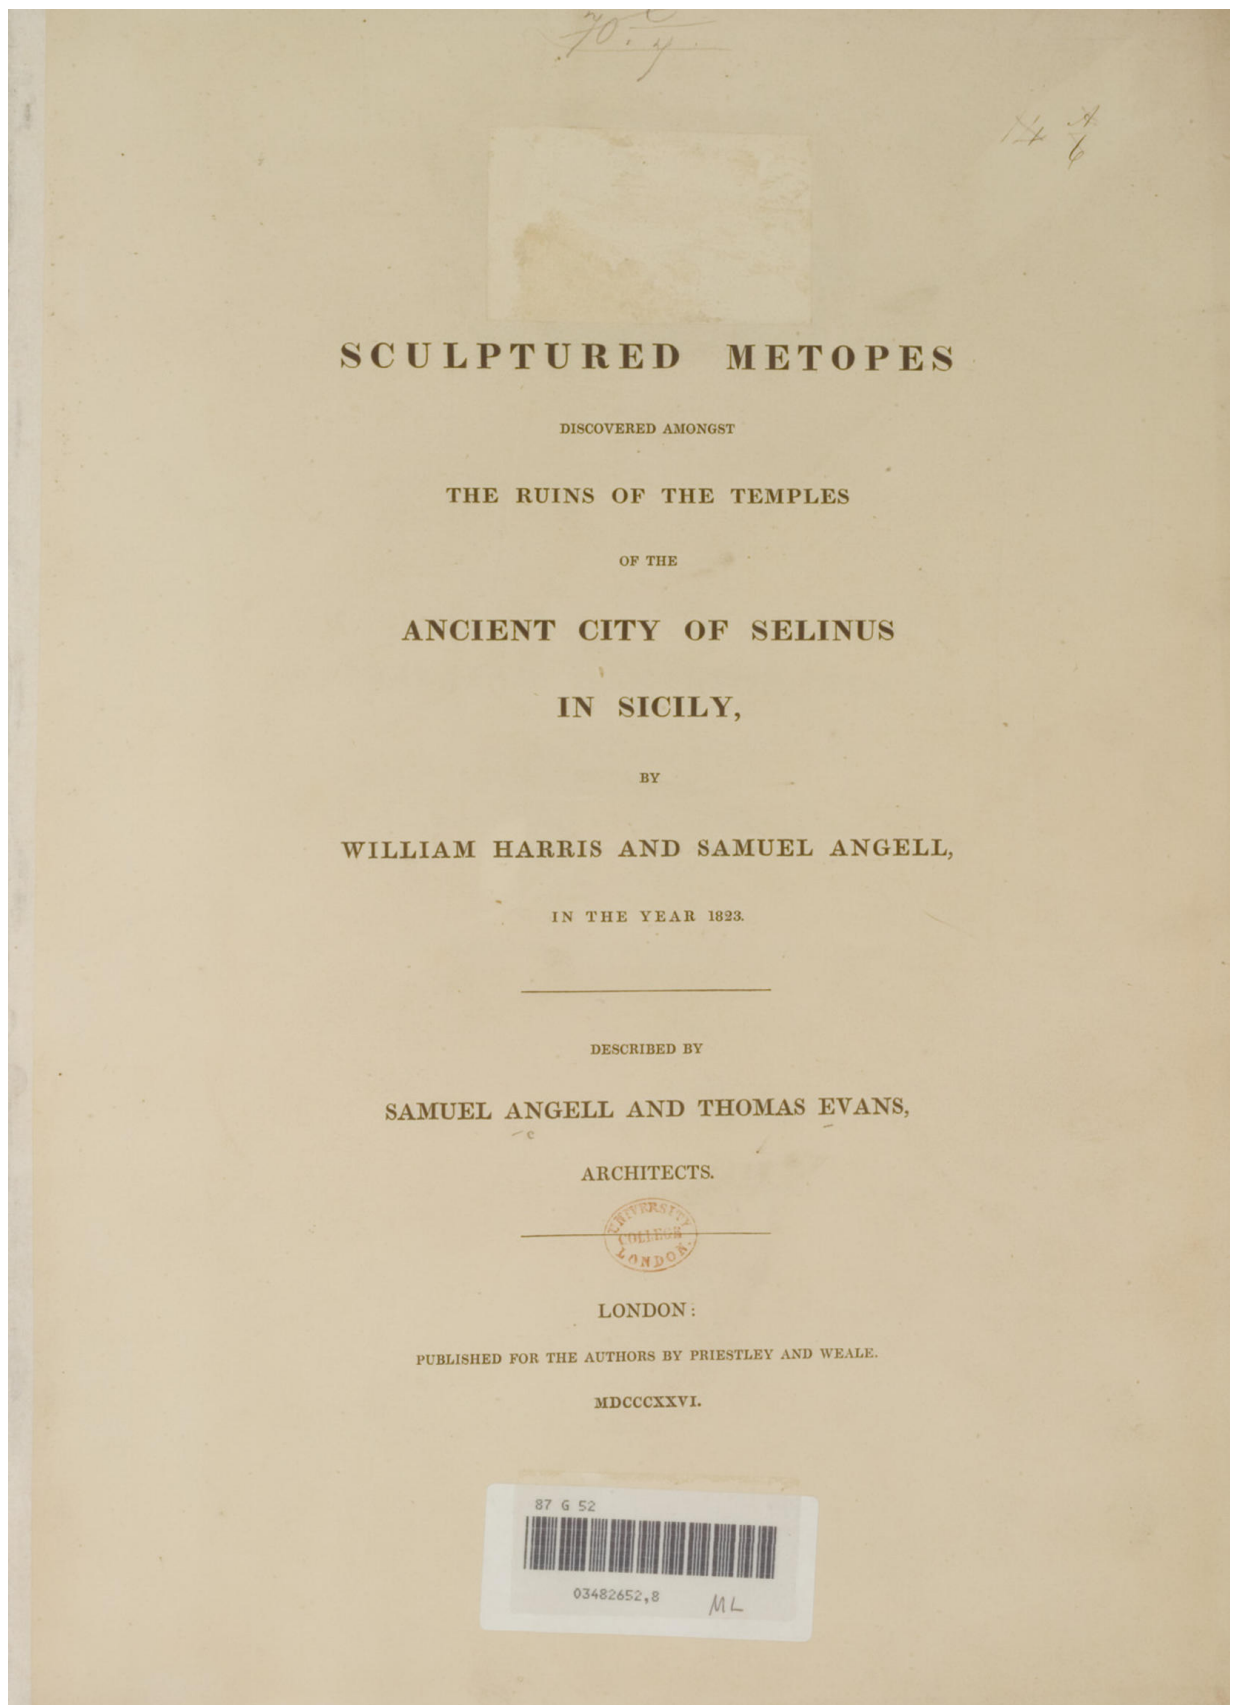 SCULPTURED METOPES
DISCOVERED AMONGST
THE RUINS OF THE TEMPLES
OF THE
ANCIENT CITY OF SELINUS
IN SICILY,
BY
WILLIAM HARRIS AND SAMUEL ANGELL,
IN THE YEAR 1823.
DESCRIBED BY
SAMUEL ANGELL AND THOMAS EVANS,
ARCHITECTS.
UNIVERSITY
COLLEGE
LONDON.
LONDON:
PUBLISHED FOR THE AUTHORS BY PRIESTLEY AND WEALE.
MDCCCXXVI.
87 G 52
03482652,8
ML